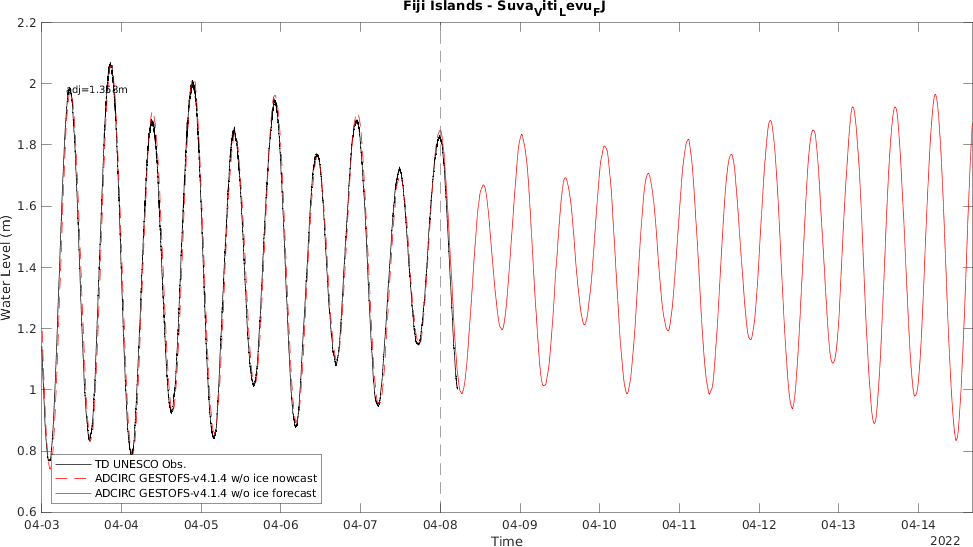 Fiji Islands - Suva_Viti_Levu_FJ
2.2
2
adj=1.353m
1.8
1.6
1.4
1.2
1
0.8
0.6
Water Level (m)
TD UNESCO Obs.
ADCIRC GESTOFS-v4.1.4 w/o ice nowcast
ADCIRC GESTOFS-v4.1.4 w/o ice forecast
04-03 04-04 04-05 04-06 04-07 04-08 04-09 04-10 04-11 04-12 04-13 04-14
Time
2022